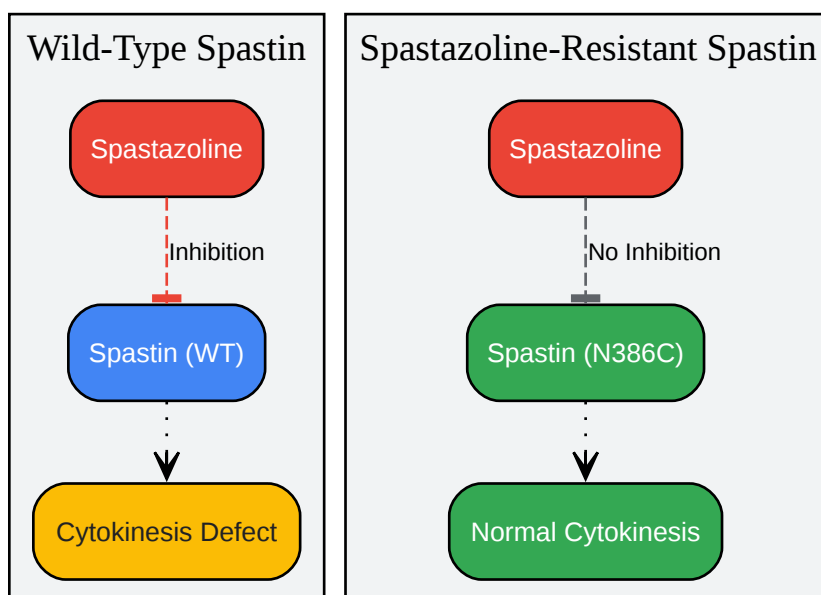 Wild-Type Spastin
Spastazoline
Inhibition
Spastin (WT)
Cytokinesis Defect
Spastazoline-Resistant Spastin
Spastazoline
No Inhibition
Spastin (N386C)
Normal Cytokinesis